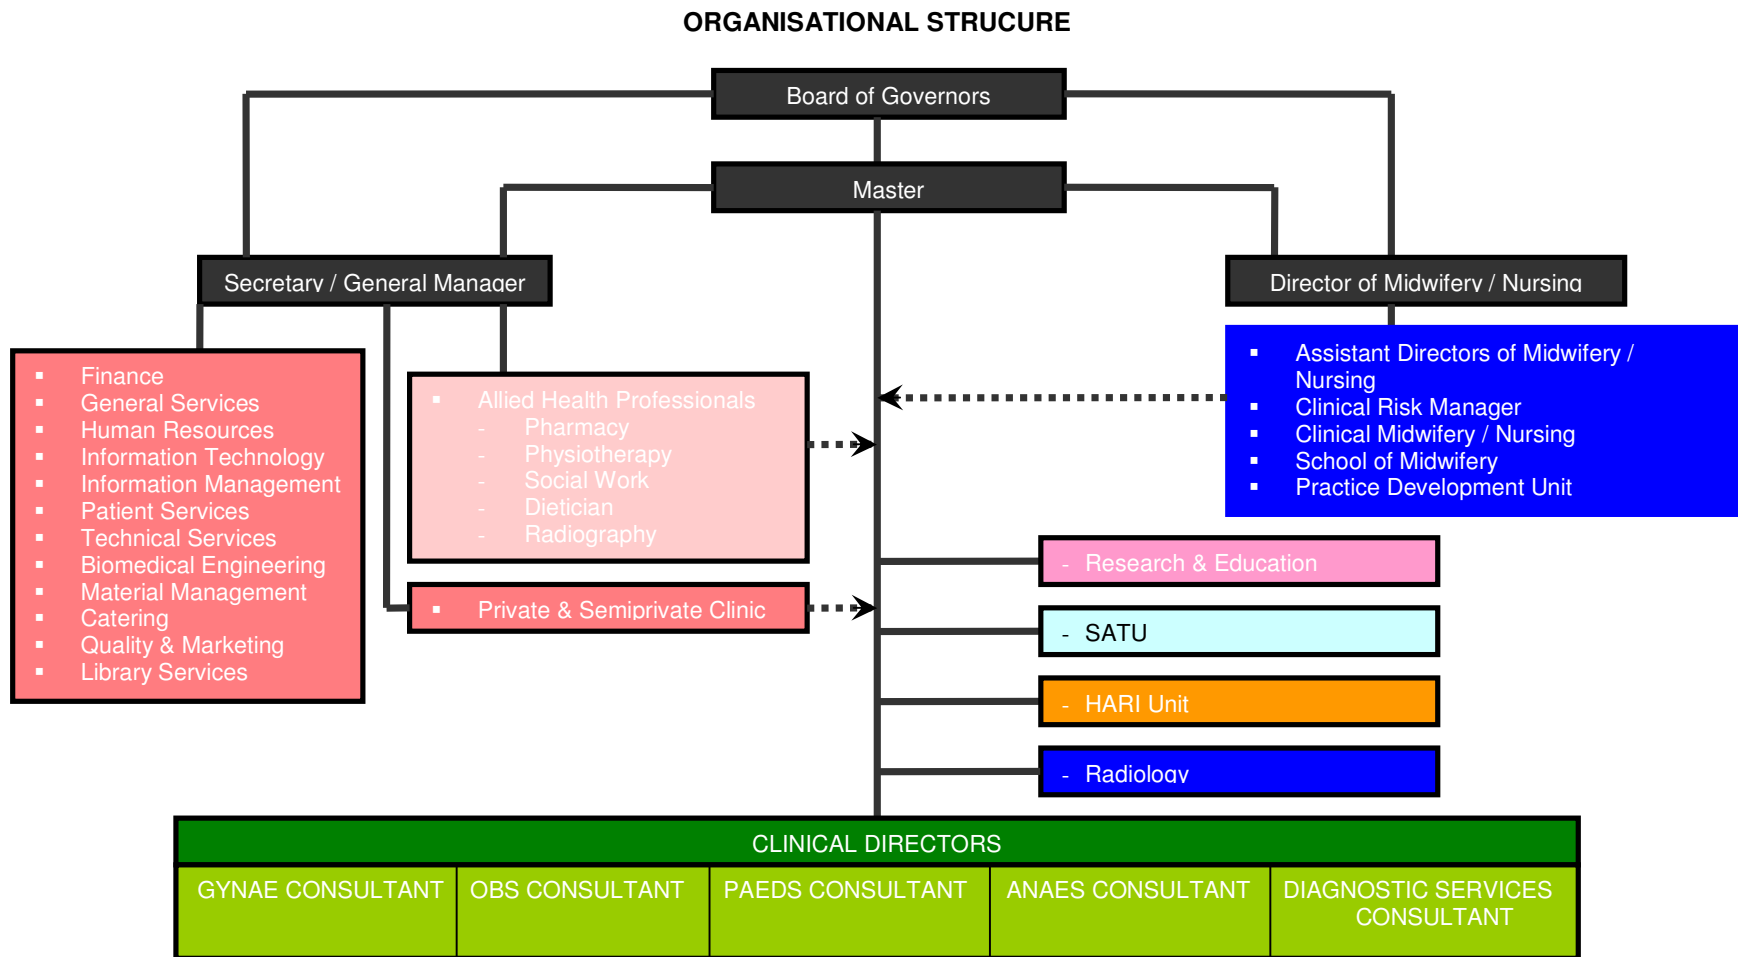 ORGANISATIONAL STRUCURE
Board of Governors
Master
Secretary / General Manager
Director of Midwifery / Nursing
▪ Finance
▪ General Services
▪ Human Resources
▪ Information Technology
▪ Information Management
▪ Patient Services
▪ Technical Services
▪ Biomedical Engineering
▪ Material Management
▪ Catering
▪ Quality & Marketing
▪ Library Services
▪ Allied Health Professionals
- Pharmacy
- Physiotherapy
- Social Work
- Dietician
- Radiography
▪ Private & Semiprivate Clinic
▪ Assistant Directors of Midwifery /
Nursing
▪ Clinical Risk Manager
▪ Clinical Midwifery / Nursing
▪ School of Midwifery
▪ Practice Development Unit
- Research & Education
- SATU
- HARI Unit
- Radiology
CLINICAL DIRECTORS
GYNAE CONSULTANT
OBS CONSULTANT
PAEDS CONSULTANT
ANAES CONSULTANT
DIAGNOSTIC SERVICES
CONSULTANT